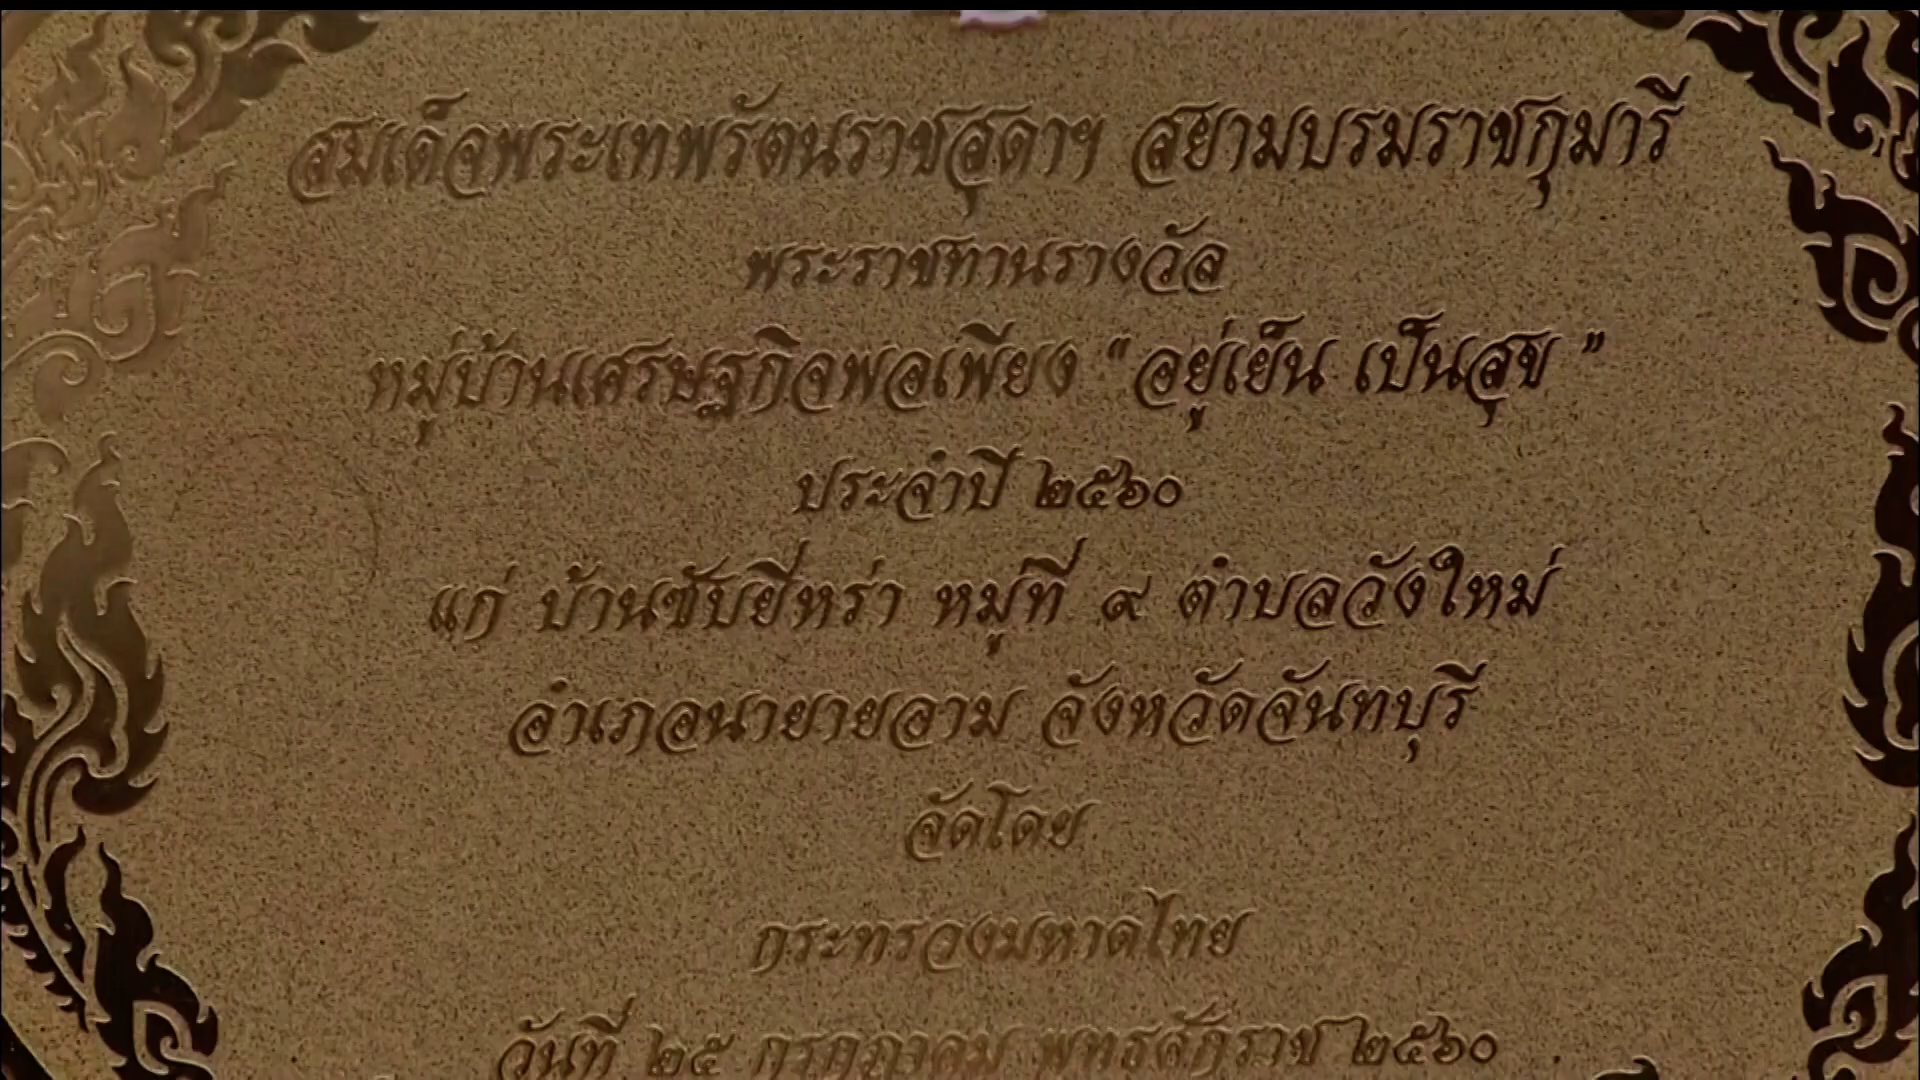 สมเด็จพระเทพรัตนราชสุดาฯ สยามบรมราชกุมารี
พระราชทานรางวัล
หมู่บ้านเศรษฐกิจพอเพียง "อยู่เย็น เป็นสุข"
ประจำปี ๒๕๖๐
แก่ บ้านซับยี่หร่า หมู่ที่ ๙ ตำบลวังใหม่
อำเภอนายายอาม จังหวัดจันทบุรี
จัดโดย
กระทรวงมหาดไทย
วันที่ ๒๕ กรกฎาคม พุทธศักราช ๒๕๖๐